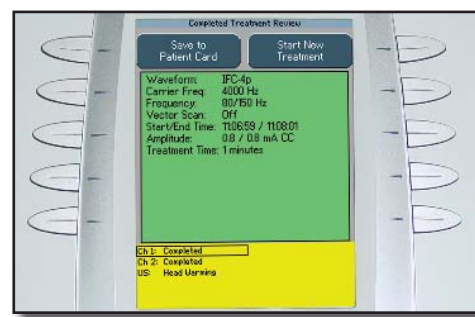 Completed Treatment Review
Save to
Patient Card
Start New
Treatment
Waveform: IFC-4p
Carrier Freq: 4000 Hz
Frequency: 80/150 Hz
Vector Scan: Off
Start/End Time: 11:06:59 / 11:08:01
Amplitude: 0.8 / 0.8 mA CC
Treatment Time: 1 minutes
Ch 1: Completed
Ch 2: Completed
US: Head Warming